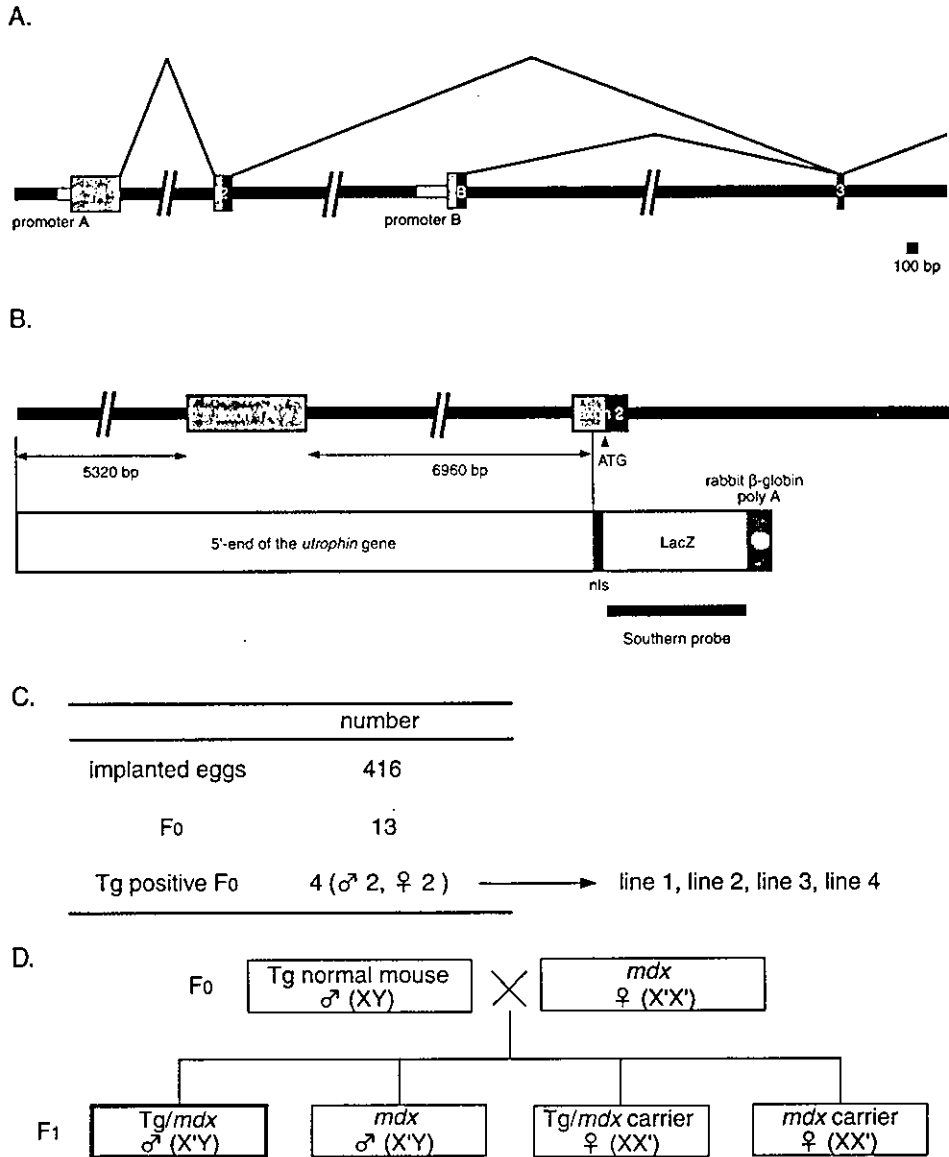 A.
2
B
3
promoter A
promoter B
100 bp
B.
2
5320 bp
6960 bp
ATG
rabbit β-globin
poly A
5'-end of the utrophin gene
LacZ
nls
Southern probe
C.
number
implanted eggs 416
F0 13
Tg positive F0 4 (♂ 2, ♀ 2) line 1, line 2, line 3, line 4
D.
F0
Tg normal mouse
♂ (XY)
mdx
♀ (X'X')
F1
Tg/mdx
♂ (X'Y)
mdx
♂ (X'Y)
Tg/mdx carrier
♀ (XX')
mdx carrier
♀ (XX')